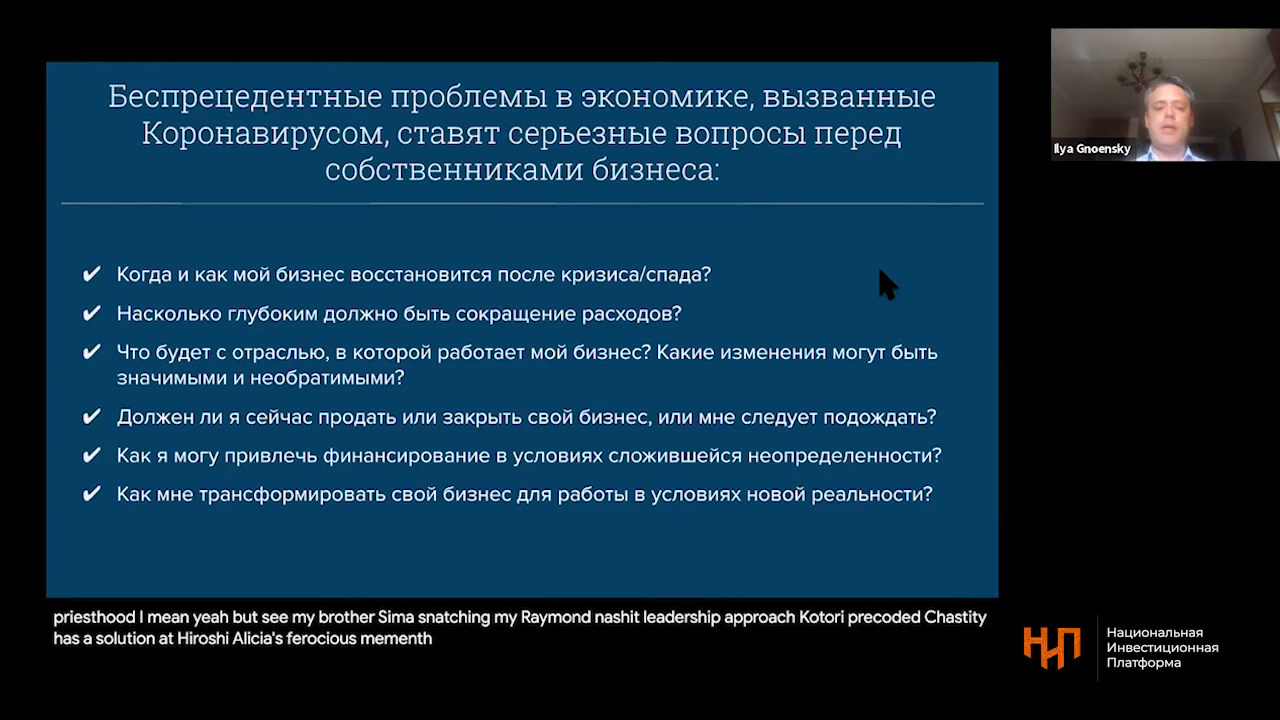 Беспрецедентные проблемы в экономике, вызванные
Коронавирусом, ставят серьезные вопросы перед
собственниками бизнеса:
✔ Когда и как мой бизнес восстановится после кризиса/спада?
✔ Насколько глубоким должно быть сокращение расходов?
✔ Что будет с отраслью, в которой работает мой бизнес? Какие изменения могут быть
значимыми и необратимыми?
✔ Должен ли я сейчас продать или закрыть свой бизнес, или мне следует подождать?
✔ Как я могу привлечь финансирование в условиях сложившейся неопределенности?
✔ Как мне трансформировать свой бизнес для работы в условиях новой реальности?
Ilya Gnoensky
priesthood I mean yeah but see my brother Sima snatching my Raymond nashit leadership approach Kotori precoded Chastity
has a solution at Hiroshi Alicia's ferocious mementh
НИП
Национальная
Инвестиционная
Платформа